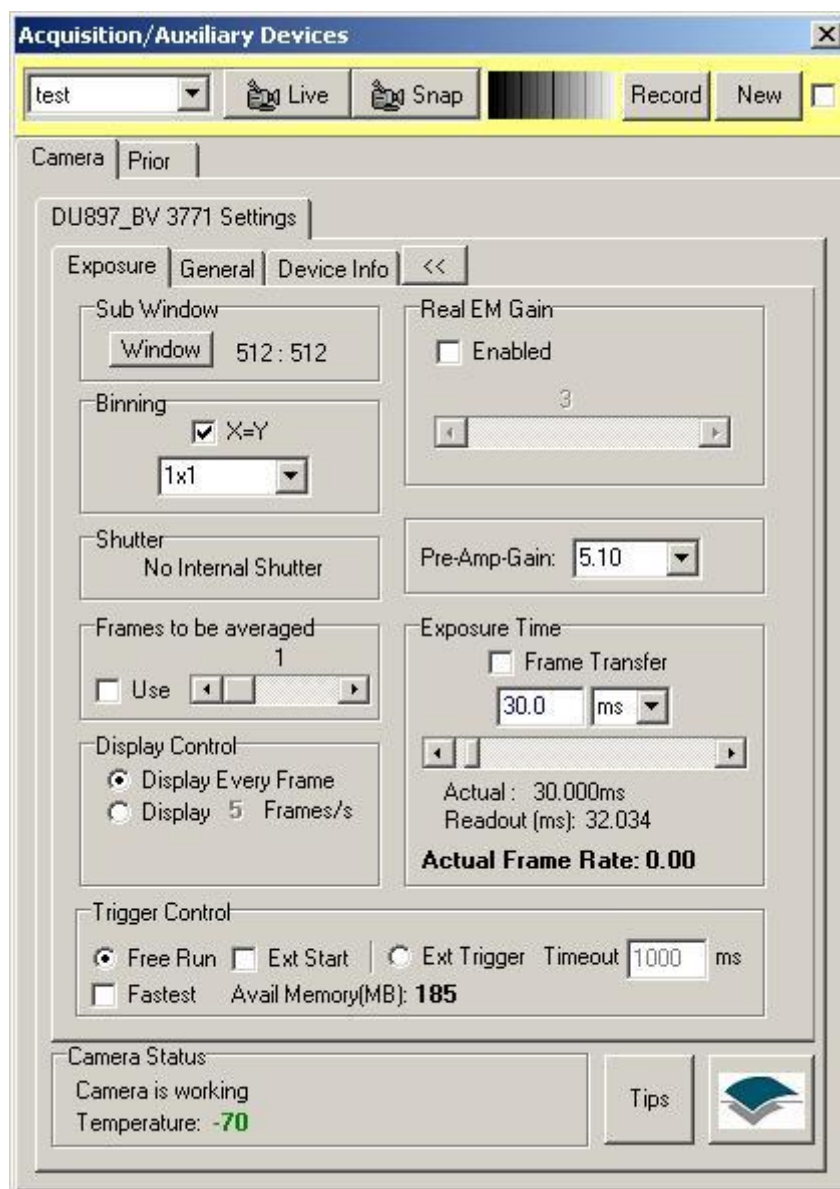 Acquisition/Auxiliary Devices
test Live Snap Record New
Camera Prior
DU897_BV 3771 Settings
Exposure General Device Info <<
Sub Window
Window 512 : 512
Real EM Gain
Enabled
3
Binning
X=Y
1x1
Shutter
No Internal Shutter
Pre-Amp-Gain: 5.10
Frames to be averaged
1
Use
Exposure Time
Frame Transfer
30.0 ms
Actual : 30.000ms
Readout (ms): 32.034
Actual Frame Rate: 0.00
Display Control
Display Every Frame
Display 5 Frames/s
Trigger Control
Free Run Ext Start Ext Trigger Timeout 1000 ms
Fastest Avail Memory(MB): 185
Camera Status
Camera is working
Temperature: -70
Tips